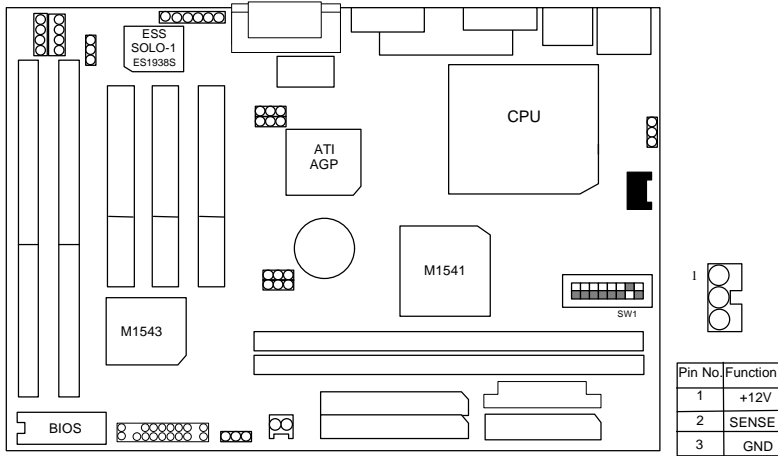 ESS
SOLO-1
ES1938S
CPU
ATI
AGP
M1541
1
M1543
SW1
BIOS
Pin No. Function
1 +12V
2 SENSE
3 GND